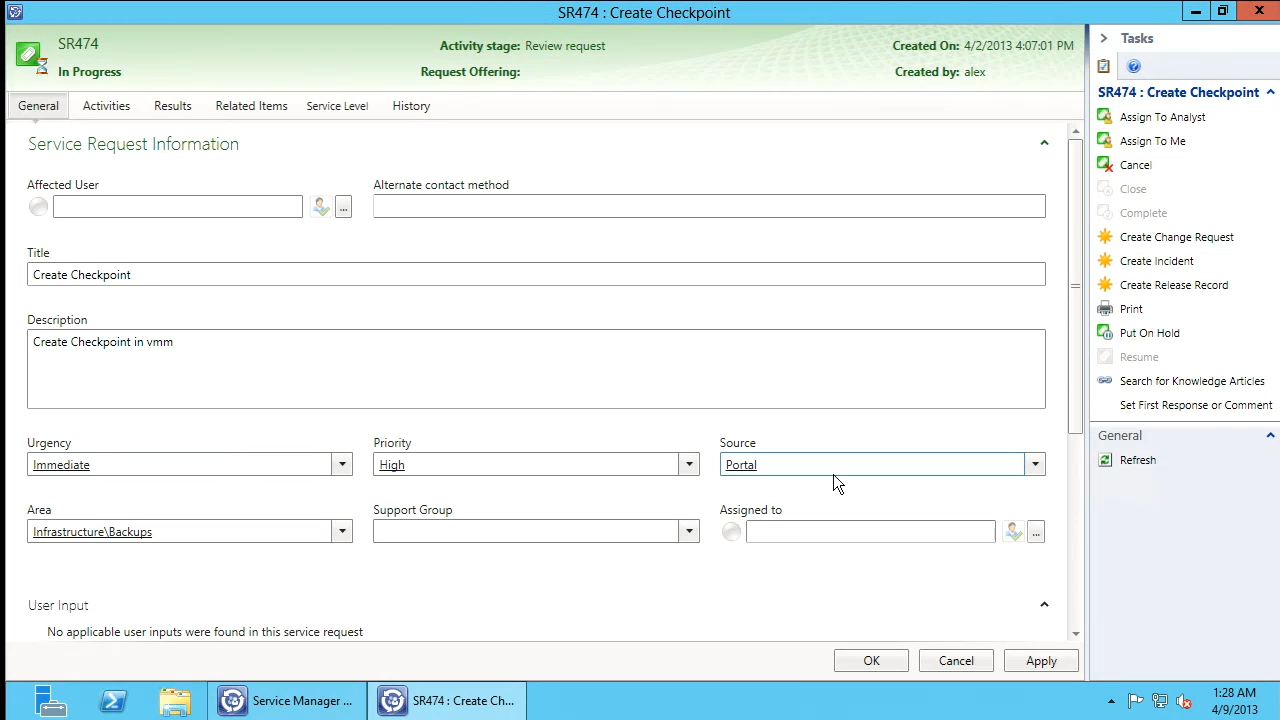 SR474 : Create Checkpoint
SR474
In Progress
Activity stage: Review request
Request Offering:
Created On: 4/2/2013 4:07:01 PM
Created by: alex
General
Activities
Results
Related Items
Service Level
History
Service Request Information
Affected User
Alternate contact method
...
Title
Create Checkpoint
Description
Create Checkpoint in vmm
Urgency
Priority
Source
Immediate
High
Portal
Area
Support Group
Assigned to
Infrastructure\Backups
...
User Input
No applicable user inputs were found in this service request
OK
Cancel
Apply
Tasks
SR474 : Create Checkpoint
Assign To Analyst
Assign To Me
Cancel
Close
Complete
Create Change Request
Create Incident
Create Release Record
Print
Put On Hold
Resume
Search for Knowledge Articles
Set First Response or Comment
General
Refresh
Service Manager ...
SR474 : Create Ch...
1:28 AM
4/9/2013